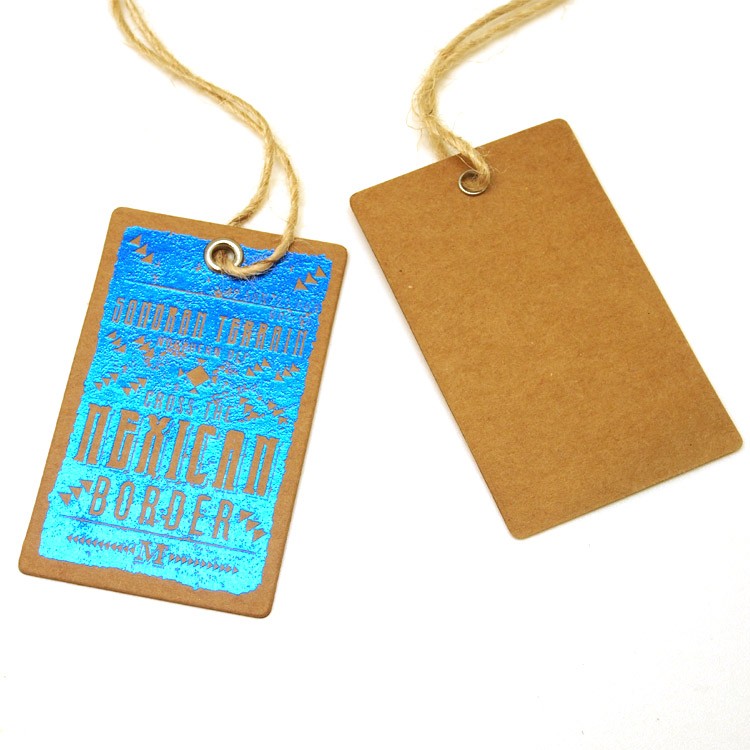 SONORAN TERRAIN
CROSS THE
MEXICAN
BORDER
M